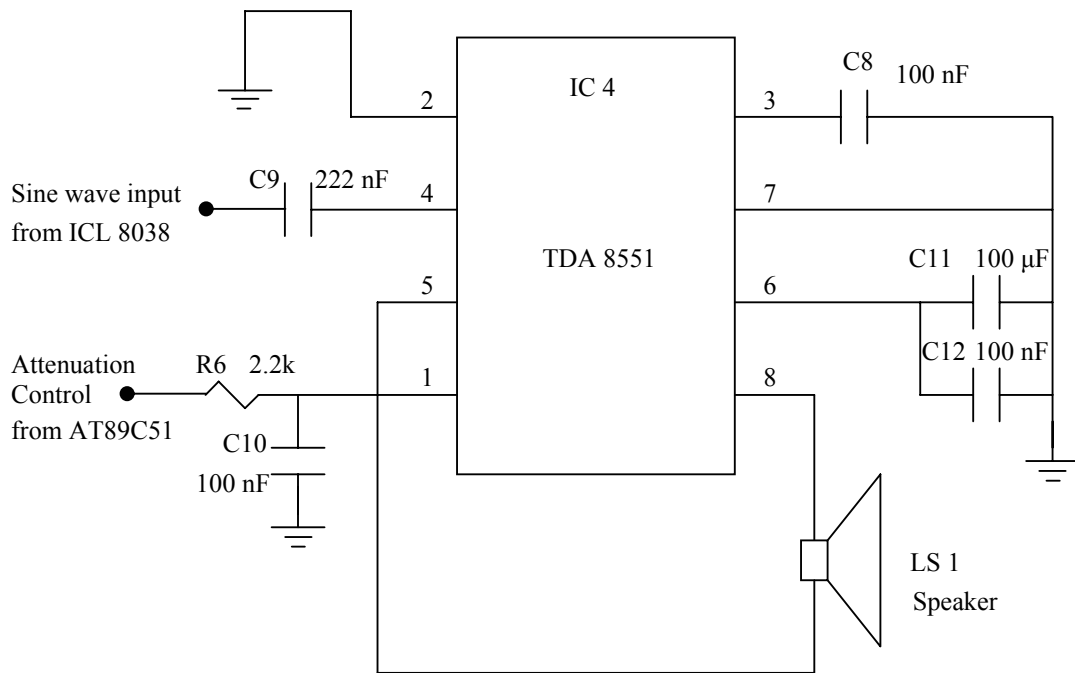 C8
100 nF
2
IC 4
3
Sine wave input
from ICL 8038
C9
222 nF
4
7
TDA 8551
C11
100 μF
5
6
C12
100 nF
Attenuation
Control
from AT89C51
R6
2.2k
1
8
C10
100 nF
LS 1
Speaker